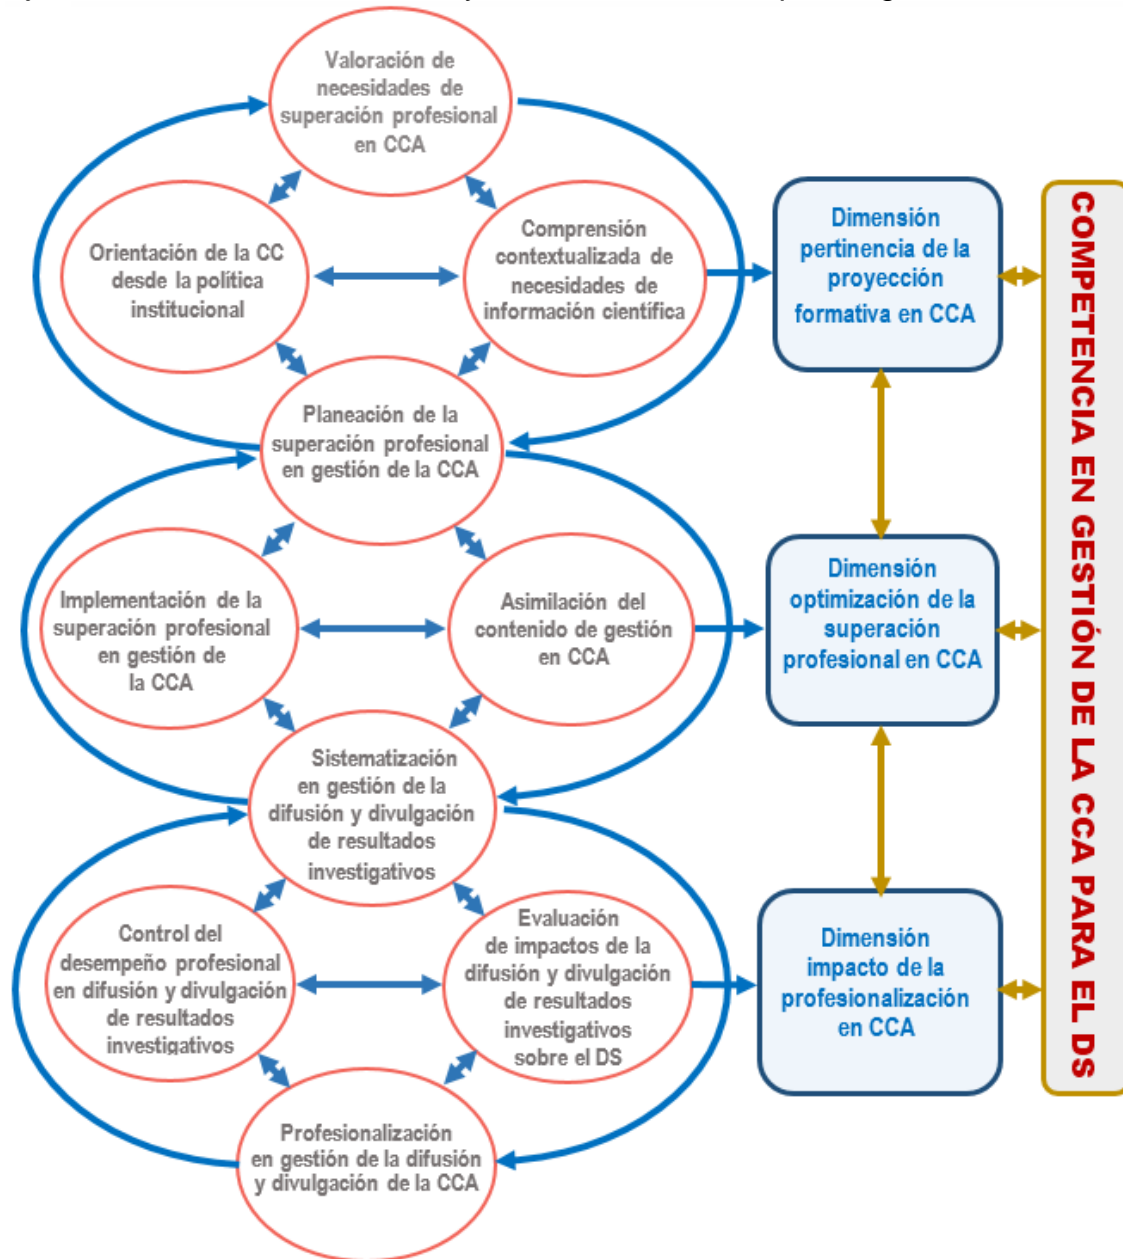 Valoración de
necesidades de
superación profesional
en CCA
Orientación de la CC
desde la política
institucional
Comprensión
contextualizada de
necesidades de
información científica
Dimensión
pertinencia de la
proyección
formativa en CCA
Planeación de la
superación profesional
en gestión de la CCA
Implementación de la
superación profesional
en gestión de
la CCA
Asimilación del
contenido de gestión
en CCA
Dimensión
optimización de la
superación
profesional en CCA
Sistematización
en gestión de la
difusión y divulgación
de resultados
investigativos
Control del
desempeño profesional
en difusión y divulgación
de resultados
investigativos
Evaluación
de impactos de la
difusión y divulgación
de resultados
investigativos
sobre el DS
Dimensión
impacto de la
profesionalización
en CCA
Profesionalización
en gestión de la difusión
y divulgación de la CCA
COMPETENCIA EN GESTIÓN DE LA CCA PARA EL DS